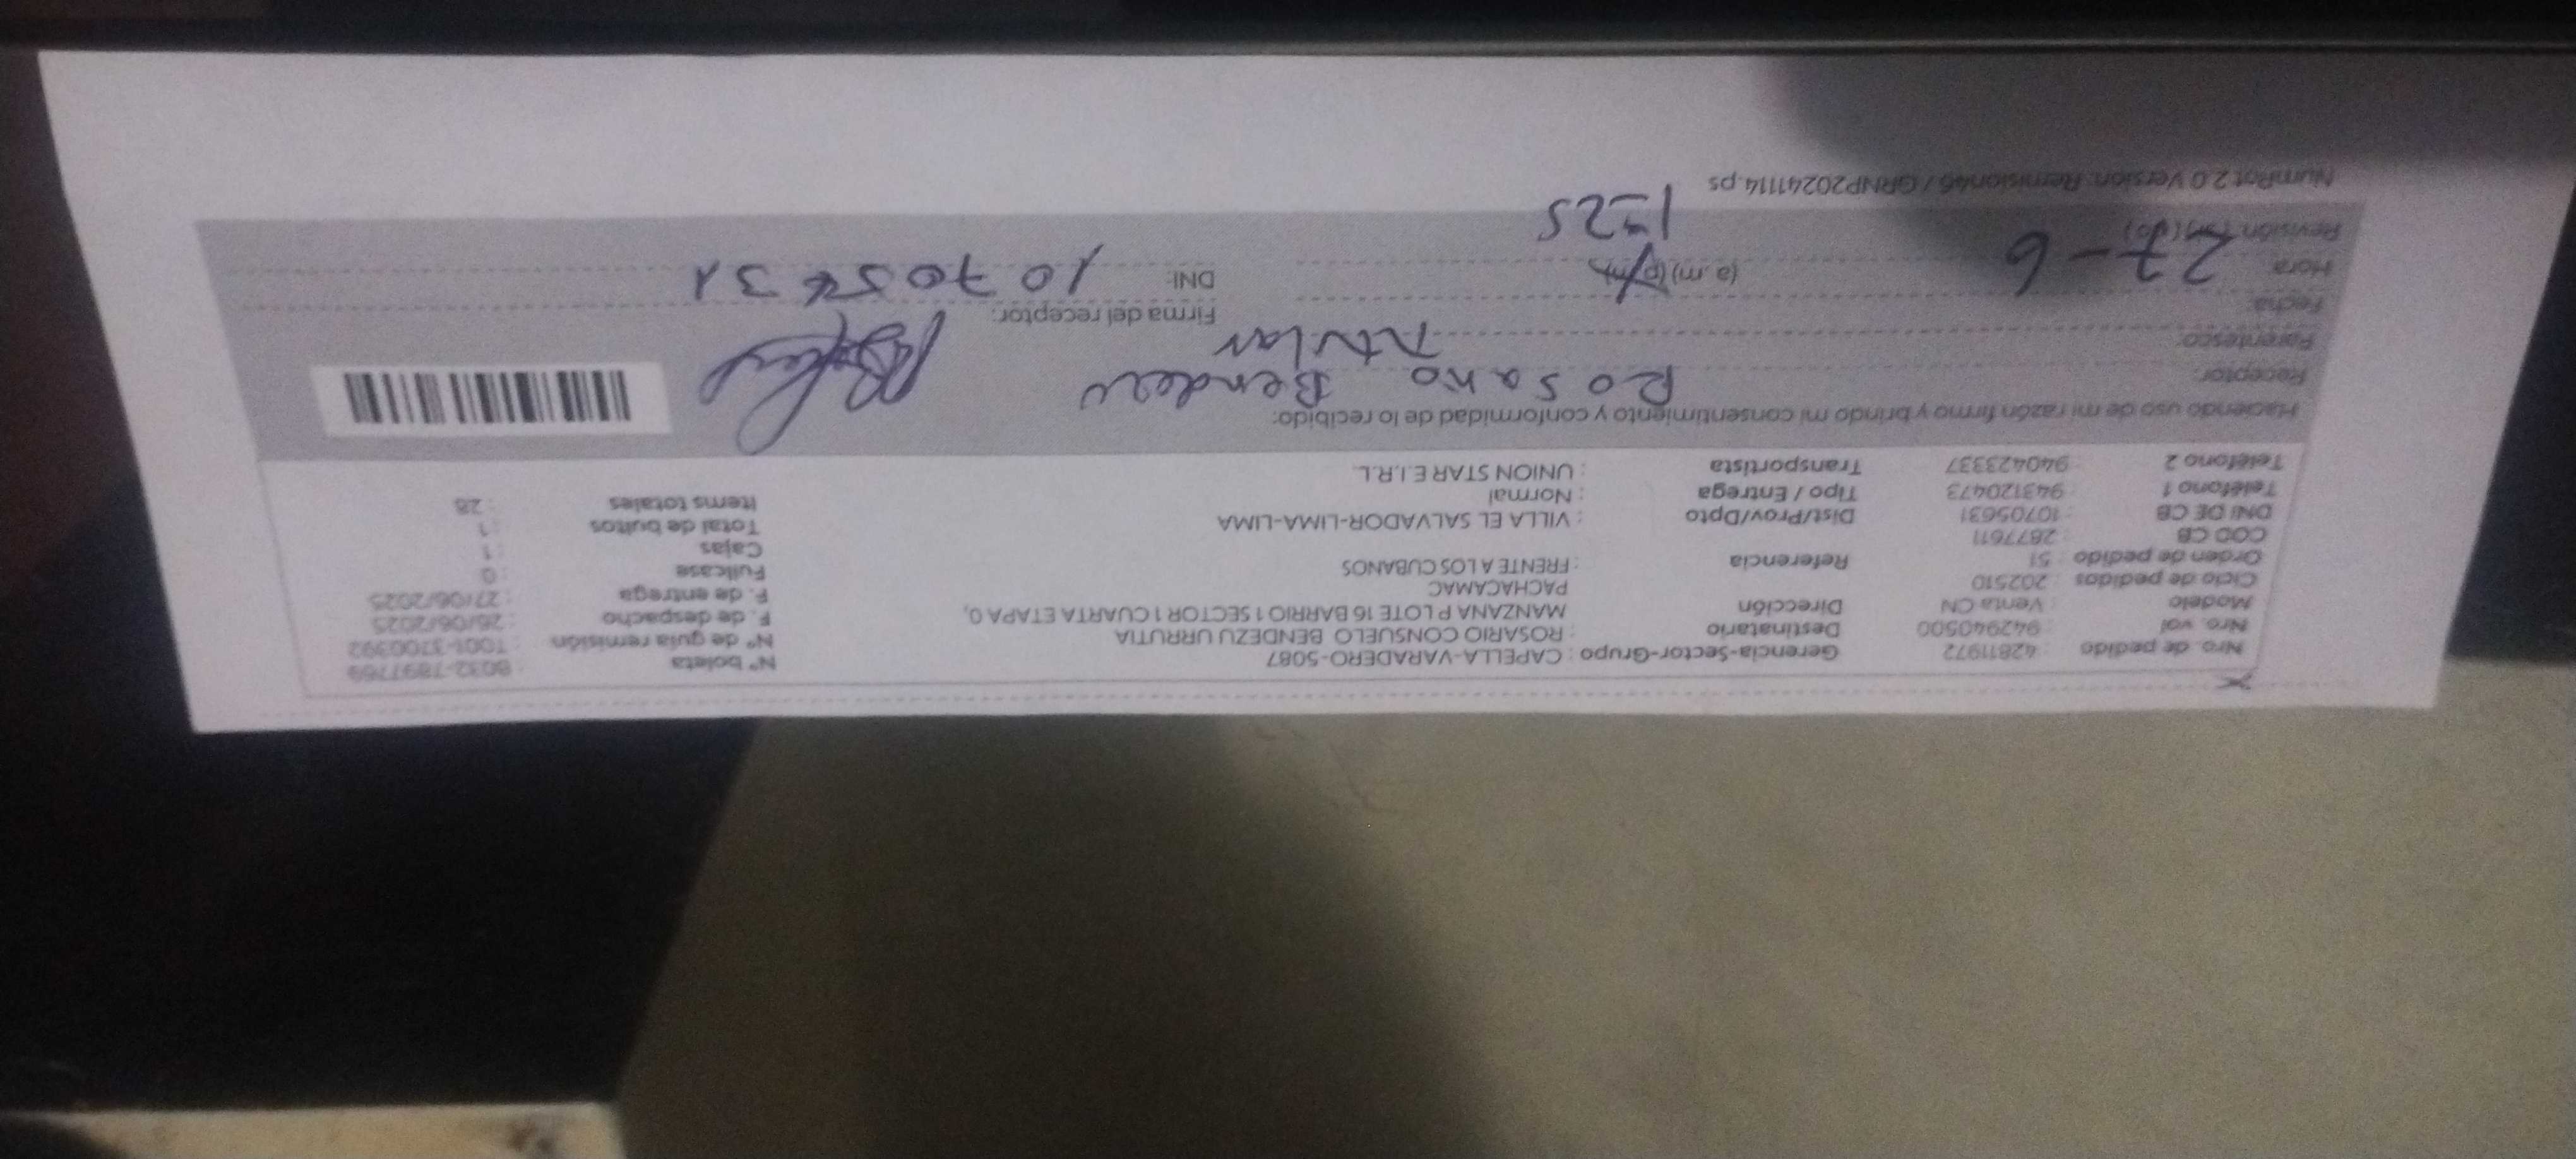 Nro. de pedido : 42811972 Gerencia-Sector-Grupo : CAPELLA-VARADERO-5087 N° boleta : B032-7897769
Nro. vol : 942940500 Destinatario : ROSARIO CONSUELO BENDEZU URRUTIA N° de guía remisión : T001-3700392
Modelo : Venta CN Dirección : MANZANA P LOTE 16 BARRIO 1 SECTOR 1 CUARTA ETAPA 0, F. de despacho : 26/06/2025
Ciclo de pedidos : 202510 PACHACAMAC F. de entrega : 27/06/2025
Orden de pedido : 51 Referencia : FRENTE A LOS CUBANOS Fullcase : 0
COD CB : 2877611 Cajas : 1
DNI DE CB : 10705631 Dist/Prov/Dpto : VILLA EL SALVADOR-LIMA-LIMA Total de bultos : 1
Teléfono 1 : 943120473 Tipo / Entrega : Normal Items totales : 28
Teléfono 2 : 940423337 Transportista : UNION STAR E.I.R.L.
Haciendo uso de mi razón firmo y brindo mi consentimiento y conformidad de lo recibido:
Receptor: Rosario Bendezu
Parentesco: Titular
Fecha: Firma del receptor:
Hora 27-6 (a.m) (p.m) DNI: 10705631
Revisión:
1=25
NumRot 2.0 Version: Remision46 / GRNP20241114.ps